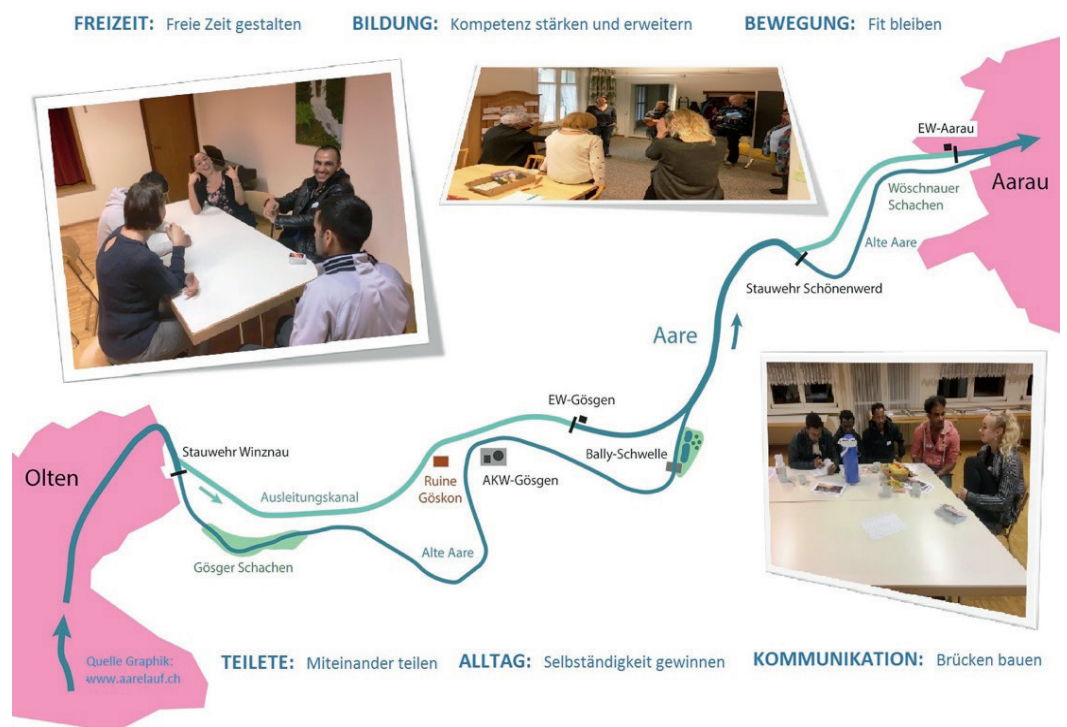 FREIZEIT: Freie Zeit gestalten
BILDUNG: Kompetenz stärken und erweitern
BEWEGUNG: Fit bleiben
EW-Aarau
Aarau
Wöschnauer
Schachen
Alte Aare
Stauwehr Schönenwerd
Aare
EW-Gösgen
Bally-Schwelle
Stauwehr Winznau
Olten
Ruine
Göskon
AKW-Gösgen
Ausleitungskanal
Alte Aare
Gösger Schachen
Quelle Graphik:
www.aarelauf.ch
TEILETE: Miteinander teilen
ALLTAG: Selbständigkeit gewinnen
KOMMUNIKATION: Brücken bauen